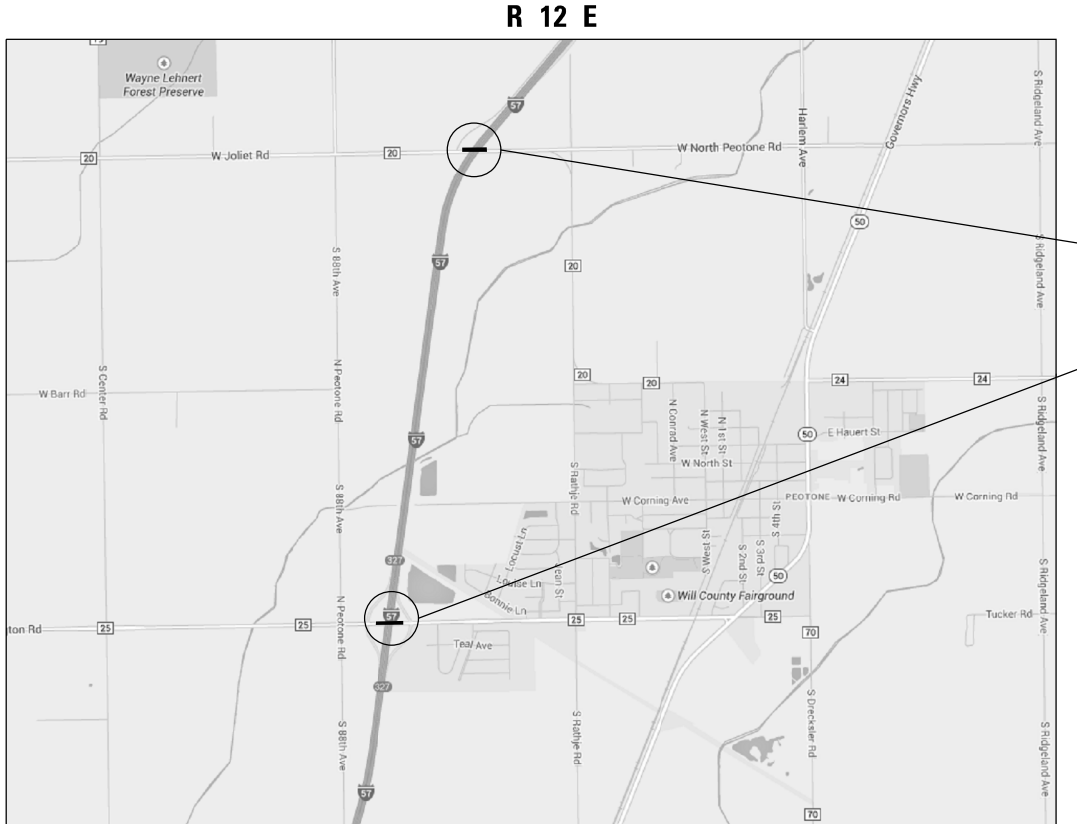 R 12 E
57
Wayne Lehnert
Forest Preserve
S Ridgeland Ave
Governors Hwy
Harlem Ave
20
W Joliet Rd
20
W North Peotone Rd
50
S Ridgeland Ave
S 88th Ave
57
20
S Center Rd
N Peotone Rd
20
20
24
24
W Barr Rd
S Ridgeland Ave
N Conrad Ave
N West St
N 1st St
50
E Hauert St
57
W North St
S Rathje Rd
S 88th Ave
W Corning Ave
PEOTONE
W Corning Rd
W Corning Rd
S 4th St
S West St
S 2nd St
S 3rd St
Locust Ln
327
Jean St
50
Louise Ln
Bonnie Ln
Will County Fairground
S Ridgeland Ave
N Peotone Rd
57
ton Rd
25
25
25
25
25
Tucker Rd
70
Teal Ave
327
S 88th Ave
S Rathje Rd
S Drecksler Rd
S Ridgeland Ave
57
70